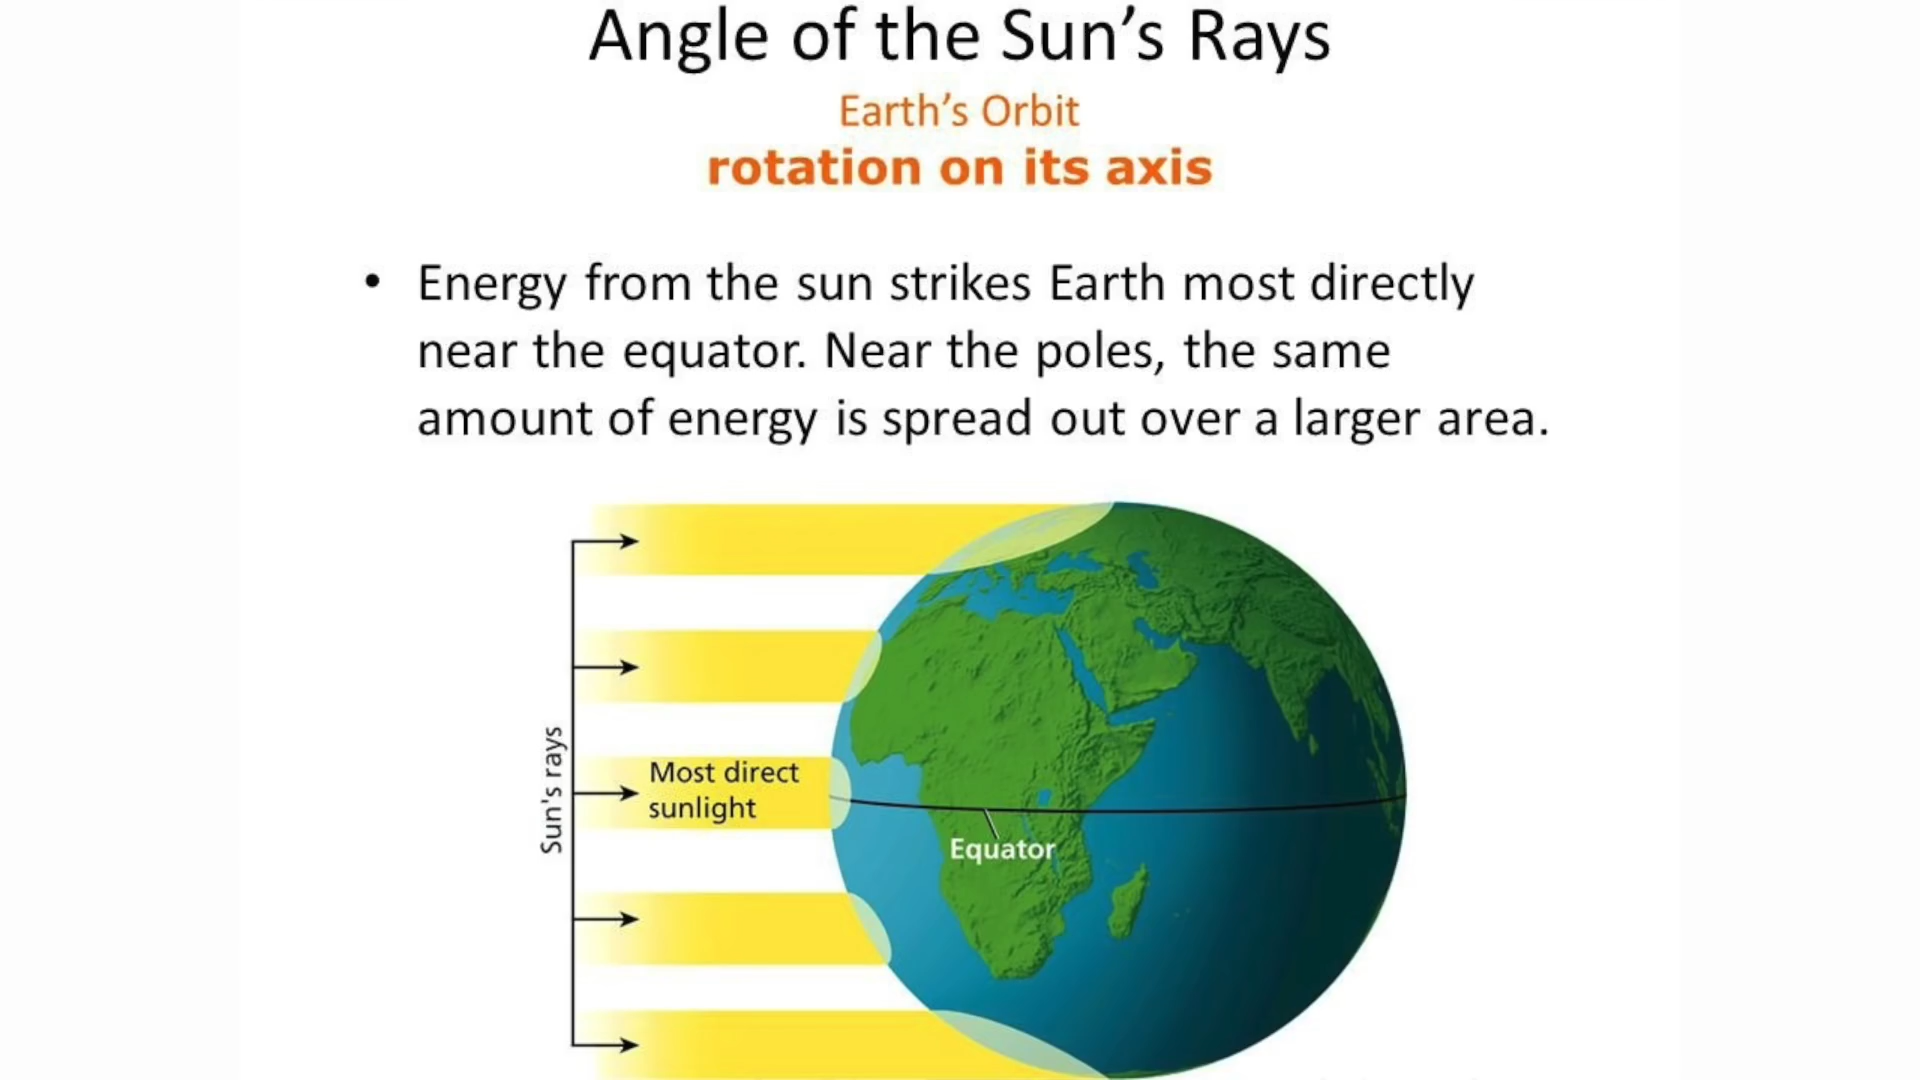 Angle of the Sun's Rays
Earth's Orbit
rotation on its axis
• Energy from the sun strikes Earth most directly
near the equator. Near the poles, the same
amount of energy is spread out over a larger area.
Sun's rays
Most direct
sunlight
Equator